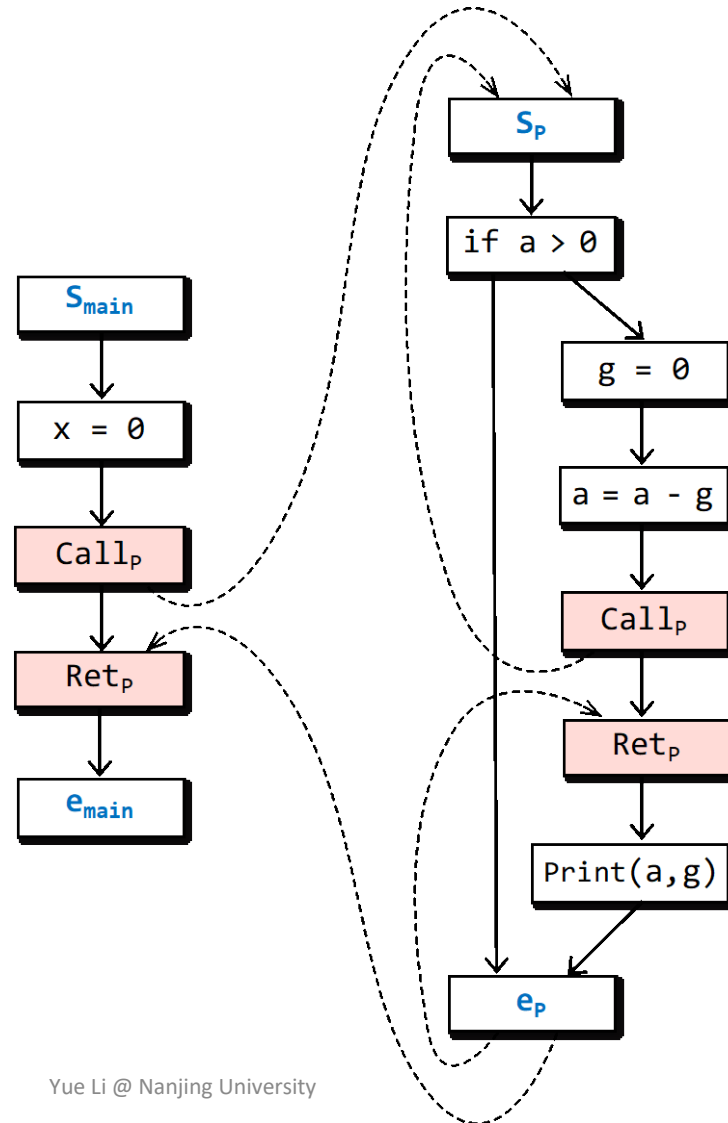 S_main
x = 0
Call_P
Ret_P
e_main
S_P
if a > 0
g = 0
a = a - g
Call_P
Ret_P
Print(a,g)
e_P
Yue Li @ Nanjing University